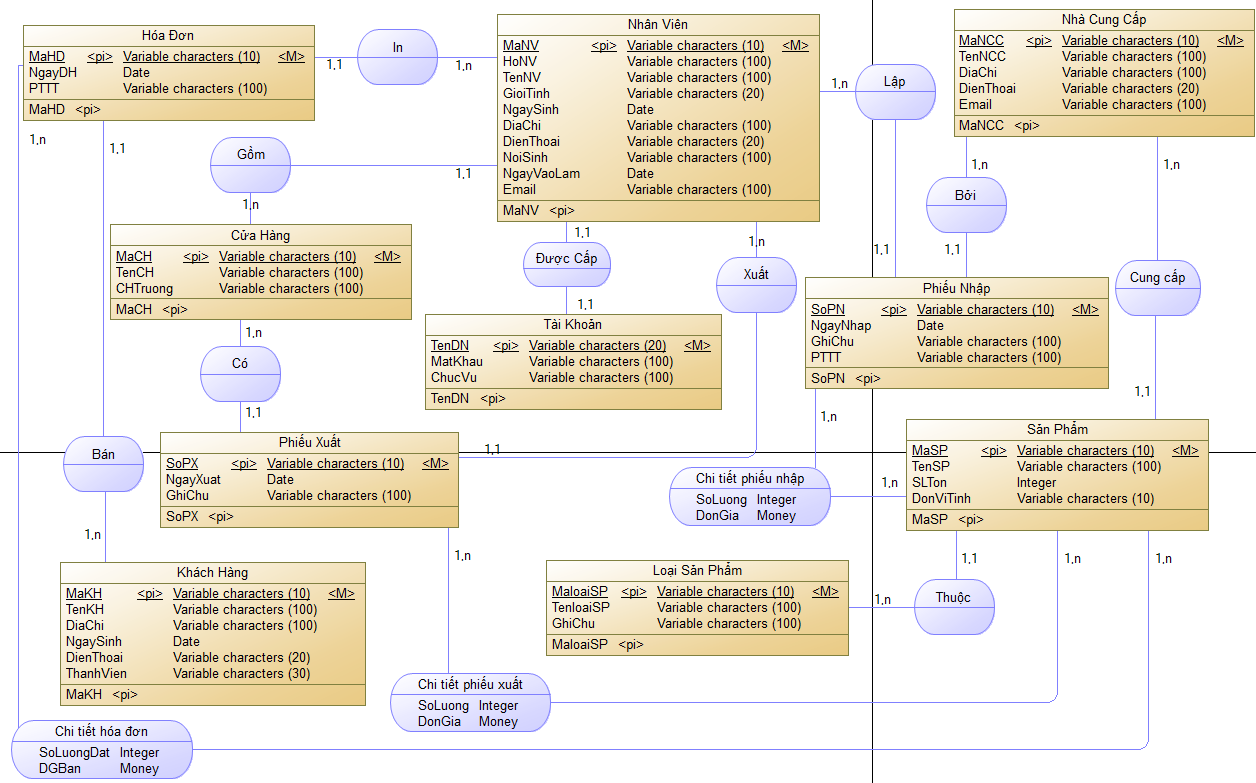 Hóa Đơn
MaHD <pi> Variable characters (10) <M>
NgayDH Date
PTTT Variable characters (100)
MaHD <pi>
1,1
In
1,n
Nhân Viên
MaNV <pi> Variable characters (10) <M>
HoNV Variable characters (100)
TenNV Variable characters (100)
GioiTinh Variable characters (20)
NgaySinh Date
DiaChi Variable characters (100)
DienThoai Variable characters (20)
NoiSinh Variable characters (100)
NgayVaoLam Date
Email Variable characters (100)
MaNV <pi>
1,n
Lập
1,1
Nhà Cung Cấp
MaNCC <pi> Variable characters (10) <M>
TenNCC Variable characters (100)
DiaChi Variable characters (100)
DienThoai Variable characters (20)
Email Variable characters (100)
MaNCC <pi>
1,n
1,n
Bởi
1,1
Cung cấp
1,1
1,n
1,1
Gồm
1,1
1,n
Cửa Hàng
MaCH <pi> Variable characters (10) <M>
TenCH Variable characters (100)
CHTruong Variable characters (100)
MaCH <pi>
1,n
Có
1,1
1,1
Được Cấp
1,1
1,n
Xuất
1,1
Tài Khoản
TenDN <pi> Variable characters (20) <M>
MatKhau Variable characters (100)
ChucVu Variable characters (100)
TenDN <pi>
Phiếu Nhập
SoPN <pi> Variable characters (10) <M>
NgayNhap Date
GhiChu Variable characters (100)
PTTT Variable characters (100)
SoPN <pi>
1,n
Bán
1,n
Phiếu Xuất
SoPX <pi> Variable characters (10) <M>
NgayXuat Date
GhiChu Variable characters (100)
SoPX <pi>
1,n
Chi tiết phiếu nhập
SoLuong Integer
DonGia Money
1,n
Sản Phẩm
MaSP <pi> Variable characters (10) <M>
TenSP Variable characters (100)
SLTon Integer
DonViTinh Variable characters (10)
MaSP <pi>
1,1
1,n
1,n
Khách Hàng
MaKH <pi> Variable characters (10) <M>
TenKH Variable characters (100)
DiaChi Variable characters (100)
NgaySinh Date
DienThoai Variable characters (20)
ThanhVien Variable characters (30)
MaKH <pi>
Loại Sản Phẩm
MaloaiSP <pi> Variable characters (10) <M>
TenloaiSP Variable characters (100)
GhiChu Variable characters (100)
MaloaiSP <pi>
1,n
Thuộc
Chi tiết phiếu xuất
SoLuong Integer
DonGia Money
Chi tiết hóa đơn
SoLuongDat Integer
DGBan Money